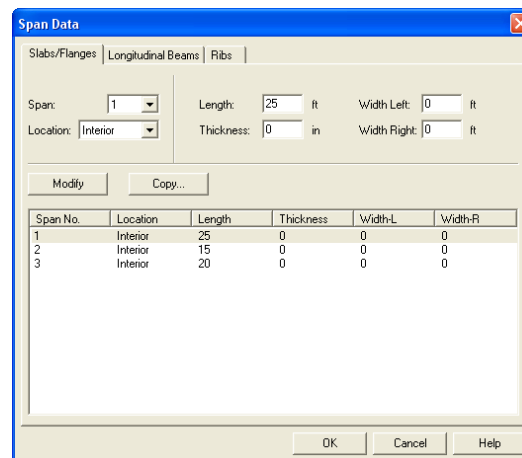 Span Data
Slabs/Flanges Longitudinal Beams Ribs
Span: 1 Length: 25 ft Width Left: 0 ft
Location: Interior Thickness: 0 in Width Right: 0 ft
Modify Copy...
Span No. Location Length Thickness Width-L Width-R
1 Interior 25 0 0 0
2 Interior 15 0 0 0
3 Interior 20 0 0 0
OK Cancel Help